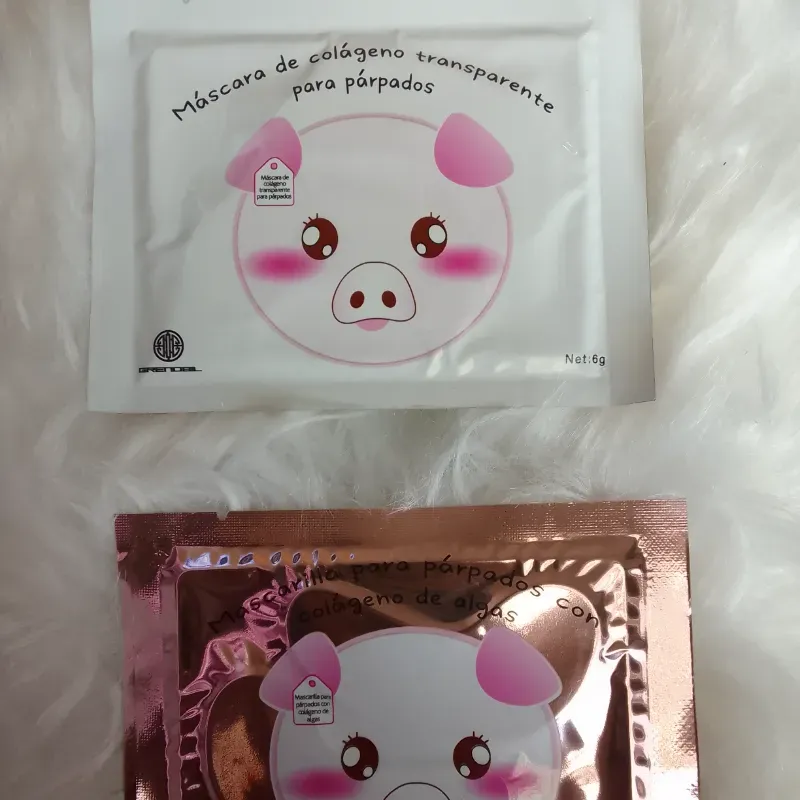 Máscara de colágeno transparente
para párpados
Máscara de
colágeno
transparente
para párpados
GRENDEIL
Net:6g
Mascarilla para párpados con
colágeno de algas
Mascarilla para
párpados con
colágeno de
algas